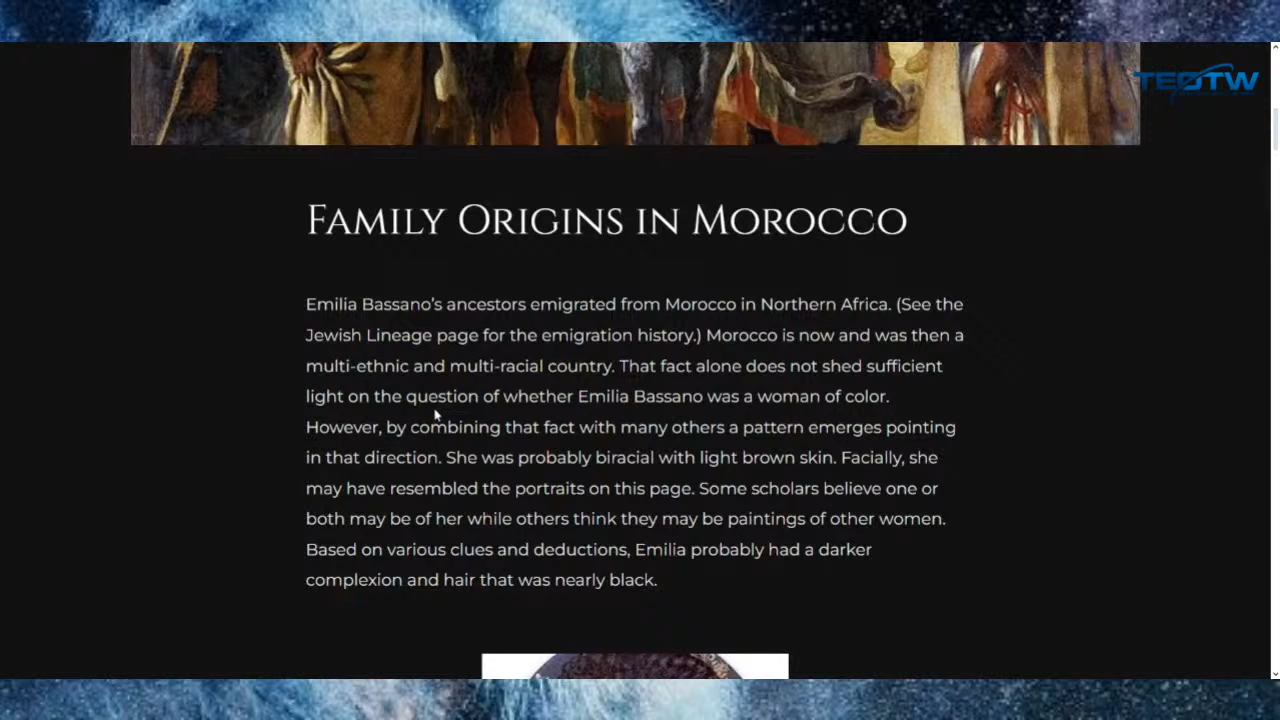 TEOTW
Family Origins in Morocco
Emilia Bassano's ancestors emigrated from Morocco in Northern Africa. (See the
Jewish Lineage page for the emigration history.) Morocco is now and was then a
multi-ethnic and multi-racial country. That fact alone does not shed sufficient
light on the question of whether Emilia Bassano was a woman of color.
However, by combining that fact with many others a pattern emerges pointing
in that direction. She was probably biracial with light brown skin. Facially, she
may have resembled the portraits on this page. Some scholars believe one or
both may be of her while others think they may be paintings of other women.
Based on various clues and deductions, Emilia probably had a darker
complexion and hair that was nearly black.